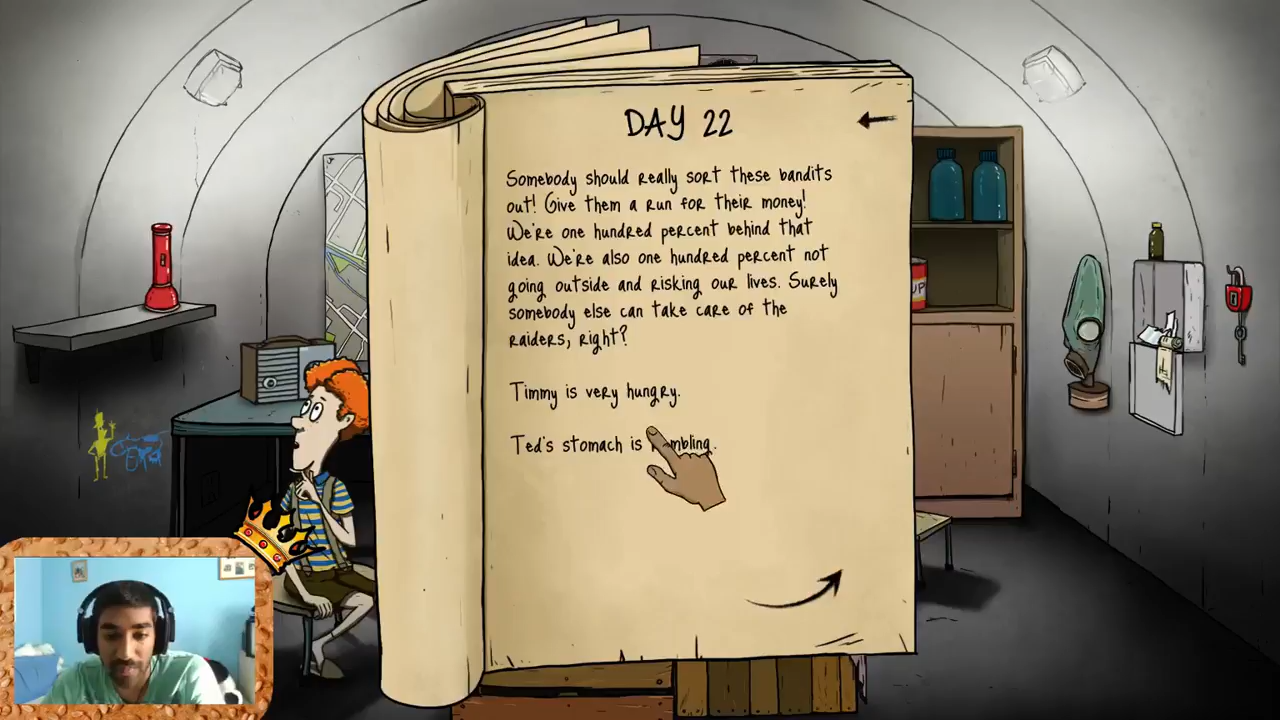 DAY 22
Somebody should really sort these bandits
out! Give them a run for their money!
We're one hundred percent behind that
idea. We're also one hundred percent not
going outside and risking our lives. Surely
somebody else can take care of the
raiders, right?
Timmy is very hungry.
Ted's stomach is